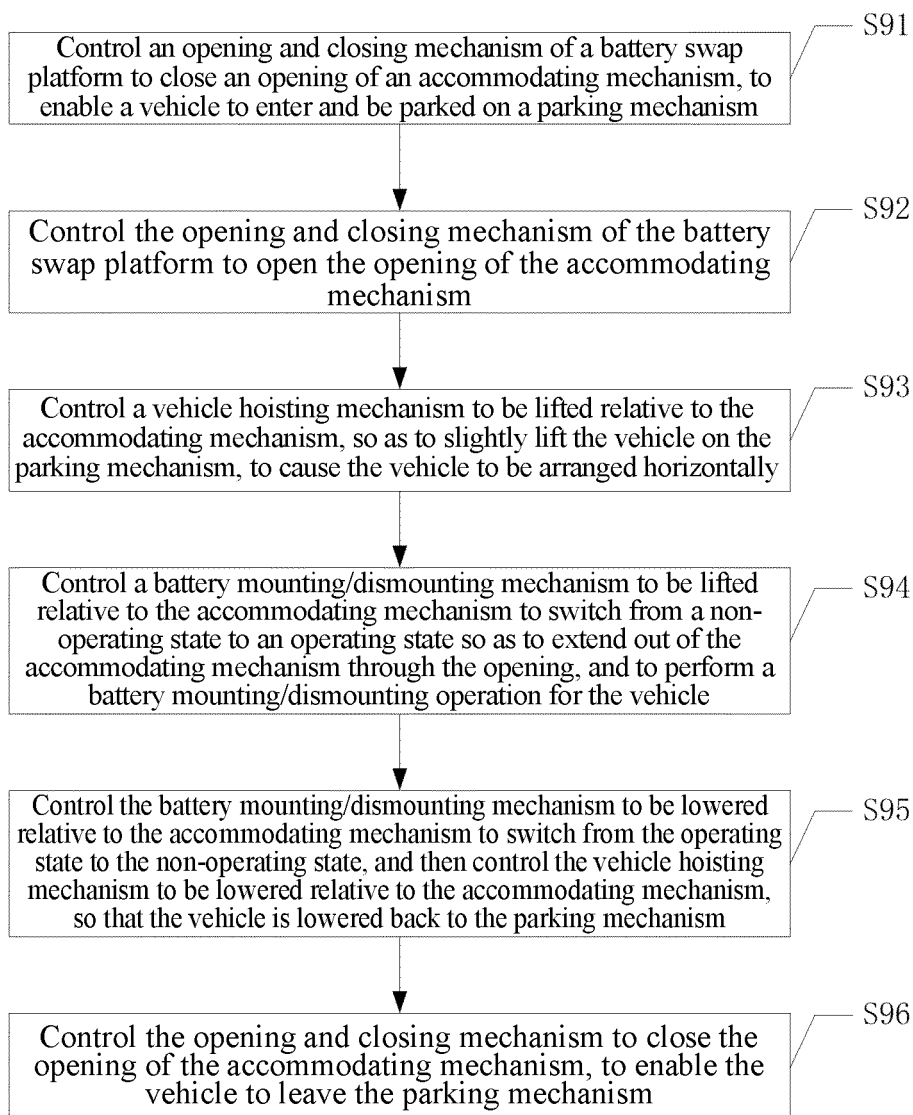 S91
Control an opening and closing mechanism of a battery swap
platform to close an opening of an accommodating mechanism, to
enable a vehicle to enter and be parked on a parking mechanism
S92
Control the opening and closing mechanism of the battery
swap platform to open the opening of the accommodating
mechanism
S93
Control a vehicle hoisting mechanism to be lifted relative to the
accommodating mechanism, so as to slightly lift the vehicle on the
parking mechanism, to cause the vehicle to be arranged horizontally
S94
Control a battery mounting/dismounting mechanism to be lifted
relative to the accommodating mechanism to switch from a non-
operating state to an operating state so as to extend out of the
accommodating mechanism through the opening, and to perform a
battery mounting/dismounting operation for the vehicle
S95
Control the battery mounting/dismounting mechanism to be lowered
relative to the accommodating mechanism to switch from the operating
state to the non-operating state, and then control the vehicle hoisting
mechanism to be lowered relative to the accommodating mechanism,
so that the vehicle is lowered back to the parking mechanism
S96
Control the opening and closing mechanism to close the
opening of the accommodating mechanism, to enable the
vehicle to leave the parking mechanism